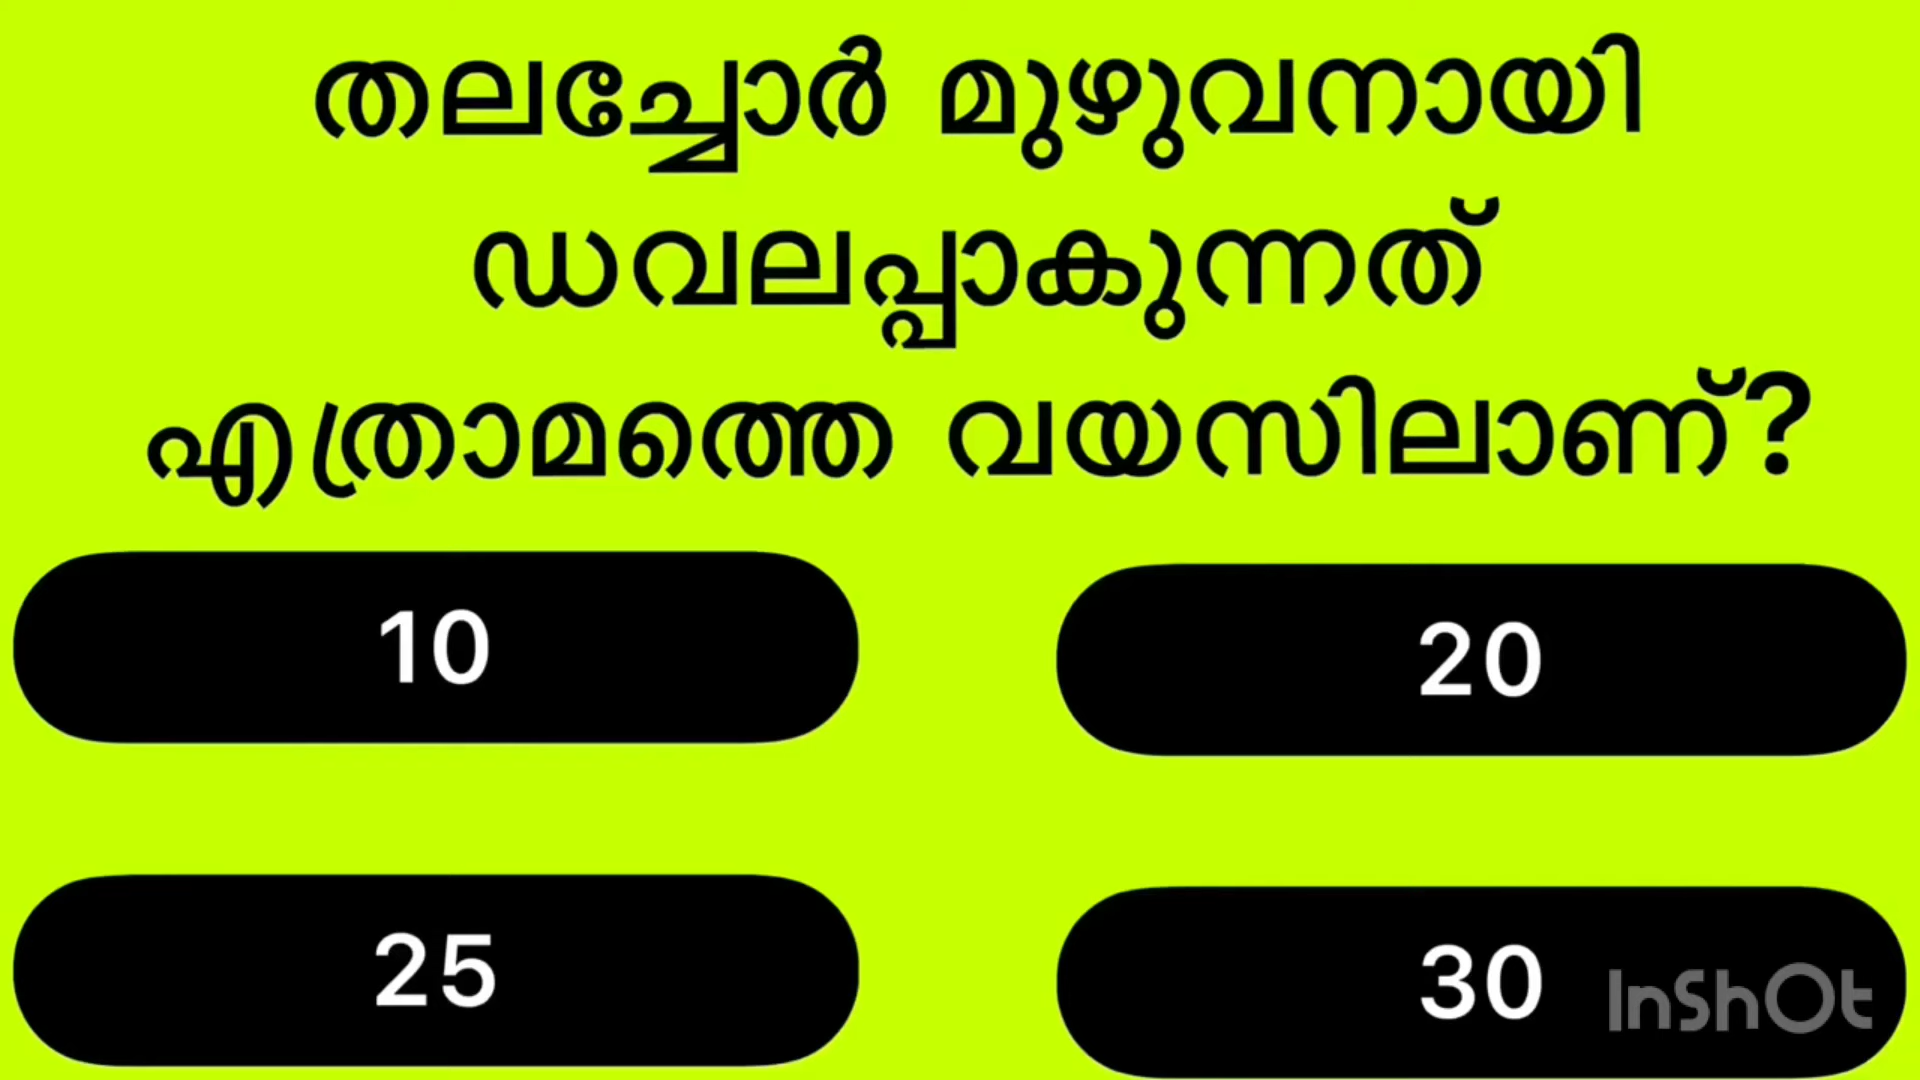 തലച്ചോർ മുഴുവനായി
ഡവലപ്പാകുന്നത്
എത്രാമത്തെ വയസിലാണ്?
10
20
25
30
InShOt